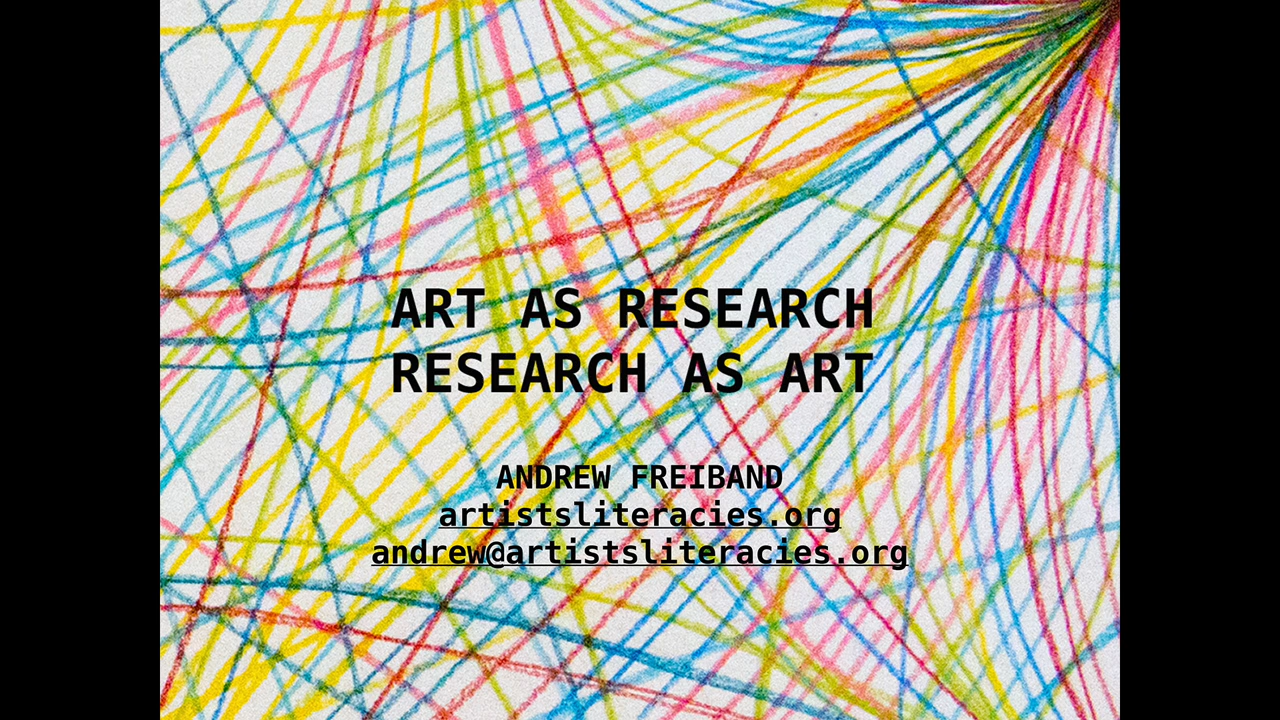 ART AS RESEARCH
RESEARCH AS ART
ANDREW FREIBAND
artistsliteracies.org
andrew@artistsliteracies.org